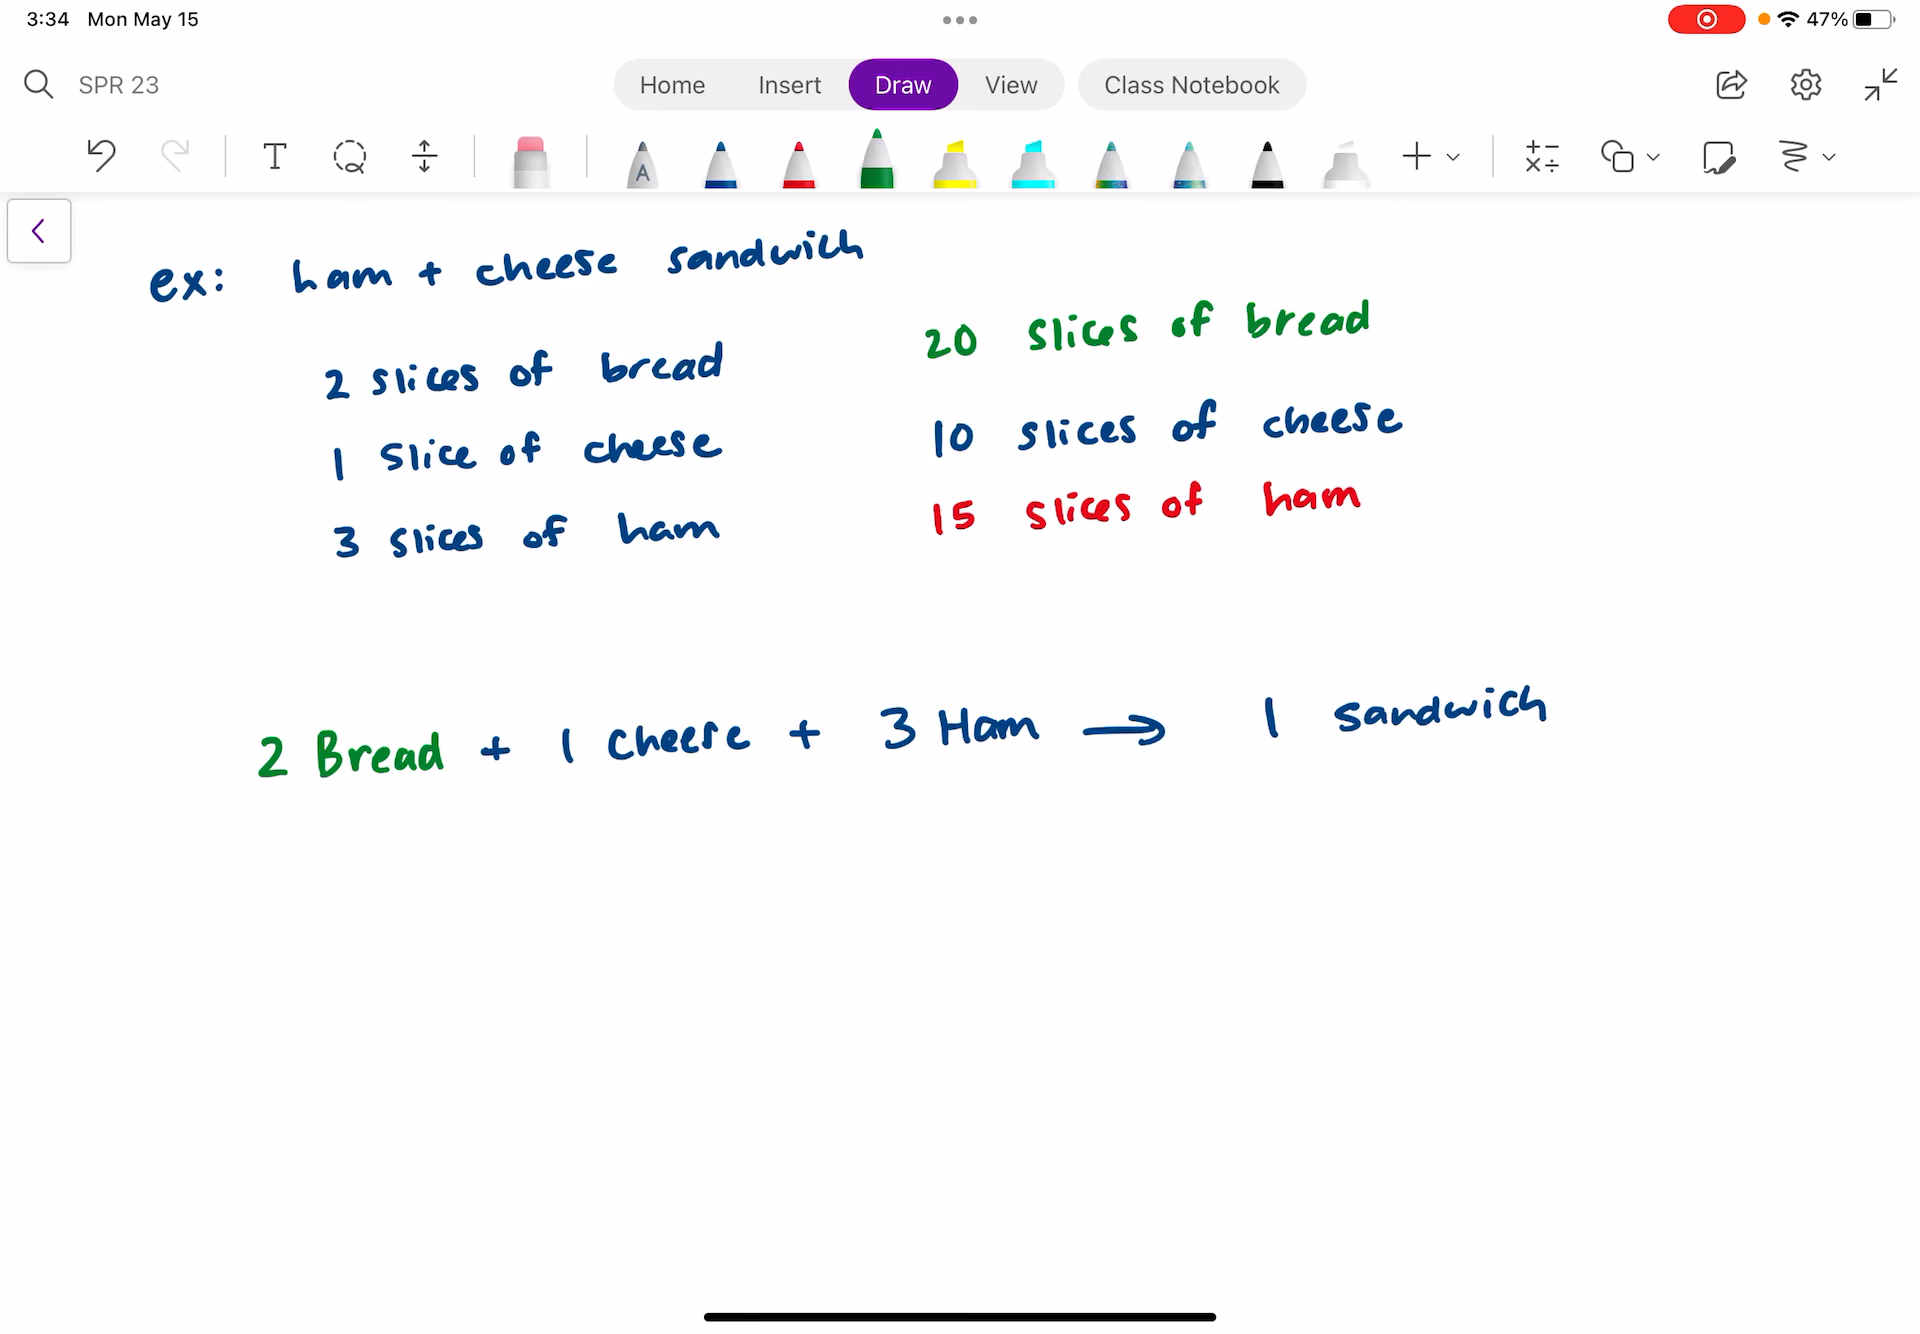 3:34 Mon May 15
47%
SPR 23
Home Insert Draw View Class Notebook
T
A
ex: ham + cheese sandwich
2 slices of bread
1 slice of cheese
3 slices of ham
20 slices of bread
10 slices of cheese
15 slices of ham
2 Bread + 1 Cheese + 3 Ham → 1 sandwich